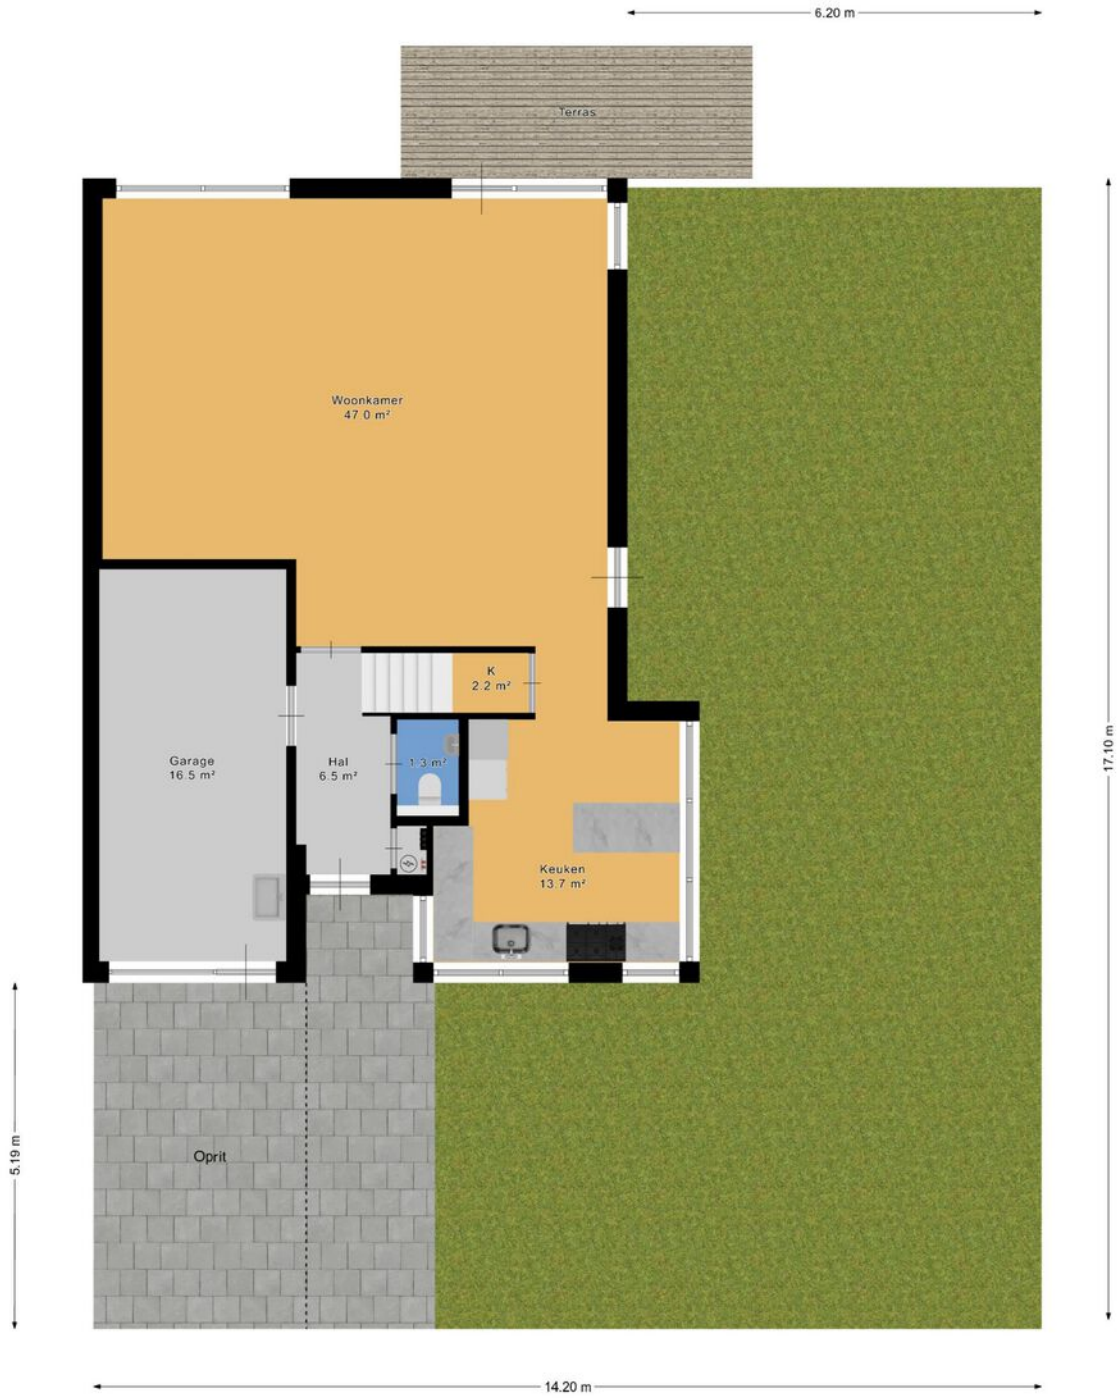 6.20 m
Terras
Woonkamer
47.0 m²
K
2.2 m²
17.10 m
Garage
16.5 m²
Hal
6.5 m²
1.3 m²
Keuken
13.7 m²
5.19 m
Oprit
14.20 m